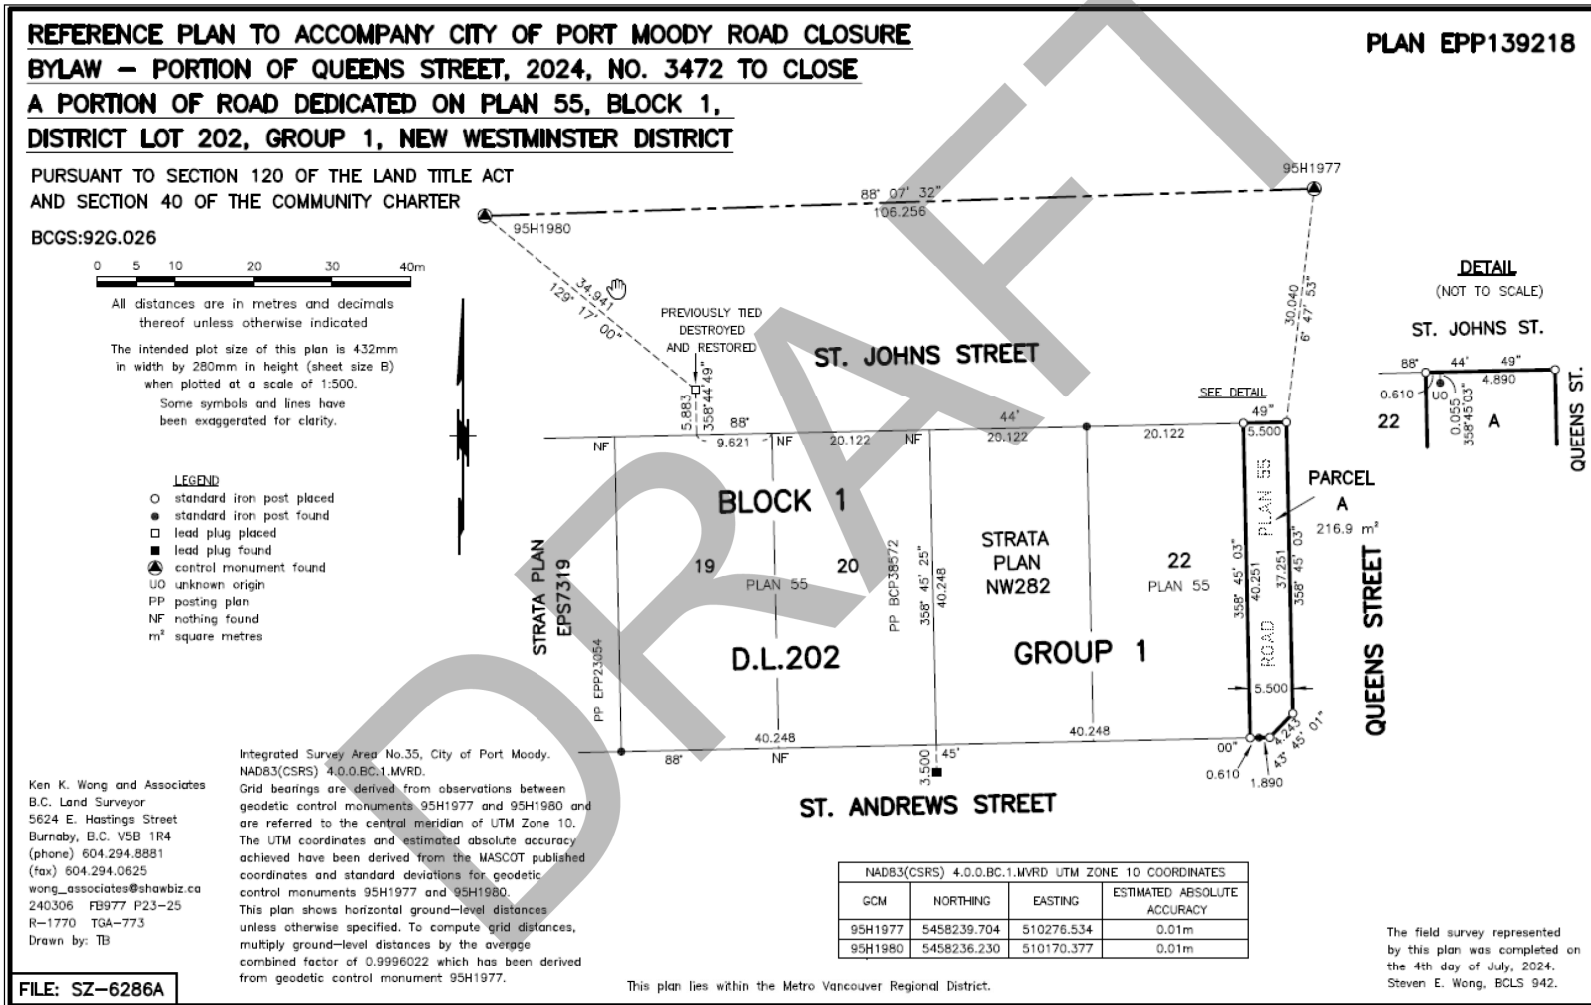 REFERENCE PLAN TO ACCOMPANY CITY OF PORT MOODY ROAD CLOSURE
BYLAW – PORTION OF QUEENS STREET, 2024, NO. 3472 TO CLOSE
A PORTION OF ROAD DEDICATED ON PLAN 55, BLOCK 1,
DISTRICT LOT 202, GROUP 1, NEW WESTMINSTER DISTRICT
PLAN EPP139218
PURSUANT TO SECTION 120 OF THE LAND TITLE ACT
AND SECTION 40 OF THE COMMUNITY CHARTER
BCGS:92G.026
0 5 10 20 30 40m
All distances are in metres and decimals
thereof unless otherwise indicated
The intended plot size of this plan is 432mm
in width by 280mm in height (sheet size B)
when plotted at a scale of 1:500.
Some symbols and lines have
been exaggerated for clarity.
LEGEND
standard iron post placed
standard iron post found
lead plug placed
lead plug found
control monument found
UO unknown origin
PP posting plan
NF nothing found
m² square metres
95H1980
88° 07' 32"
106.256
95H1977
34.941
129° 17' 00"
30.040
6° 47' 53"
PREVIOUSLY TIED
DESTROYED
AND RESTORED
5.883
358°44'49"
ST. JOHNS STREET
SEE DETAIL
DETAIL
(NOT TO SCALE)
ST. JOHNS ST.
88° 44' 49"
4.890
0.610
UO
0.055
358°45'03"
22
A
QUEENS ST.
88° 44' 49"
NF
9.621
NF
20.122
NF
20.122
20.122
5.500
BLOCK 1
STRATA PLAN
EPS7319
PP EPP23054
19
PLAN 55
20
PP BCP38572
358° 45' 25"
40.248
STRATA
PLAN
NW282
22
PLAN 55
358° 45' 03"
40.251
ROAD PLAN 55
37.251
358° 45' 03"
PARCEL
A
216.9 m²
QUEENS STREET
D.L.202
GROUP 1
5.500
40.248
40.248
88°
NF
45'
00"
3.500
0.610
1.890
4.243
43° 45' 01"
ST. ANDREWS STREET
Ken K. Wong and Associates
B.C. Land Surveyor
5624 E. Hastings Street
Burnaby, B.C. V5B 1R4
(phone) 604.294.8881
(fax) 604.294.0625
wong_associates@shawbiz.ca
240306 FB977 P23–25
R–1770 TGA–773
Drawn by: TB
FILE: SZ–6286A
Integrated Survey Area No.35, City of Port Moody.
NAD83(CSRS) 4.0.0.BC.1.MVRD.
Grid bearings are derived from observations between
geodetic control monuments 95H1977 and 95H1980 and
are referred to the central meridian of UTM Zone 10.
The UTM coordinates and estimated absolute accuracy
achieved have been derived from the MASCOT published
coordinates and standard deviations for geodetic
control monuments 95H1977 and 95H1980.
This plan shows horizontal ground–level distances
unless otherwise specified. To compute grid distances,
multiply ground–level distances by the average
combined factor of 0.9996022 which has been derived
from geodetic control monument 95H1977.
NAD83(CSRS) 4.0.0.BC.1.MVRD UTM ZONE 10 COORDINATES
GCM NORTHING EASTING ESTIMATED ABSOLUTE ACCURACY
95H1977 5458239.704 510276.534 0.01m
95H1980 5458236.230 510170.377 0.01m
This plan lies within the Metro Vancouver Regional District.
The field survey represented
by this plan was completed on
the 4th day of July, 2024.
Steven E. Wong, BCLS 942.
DRAFT